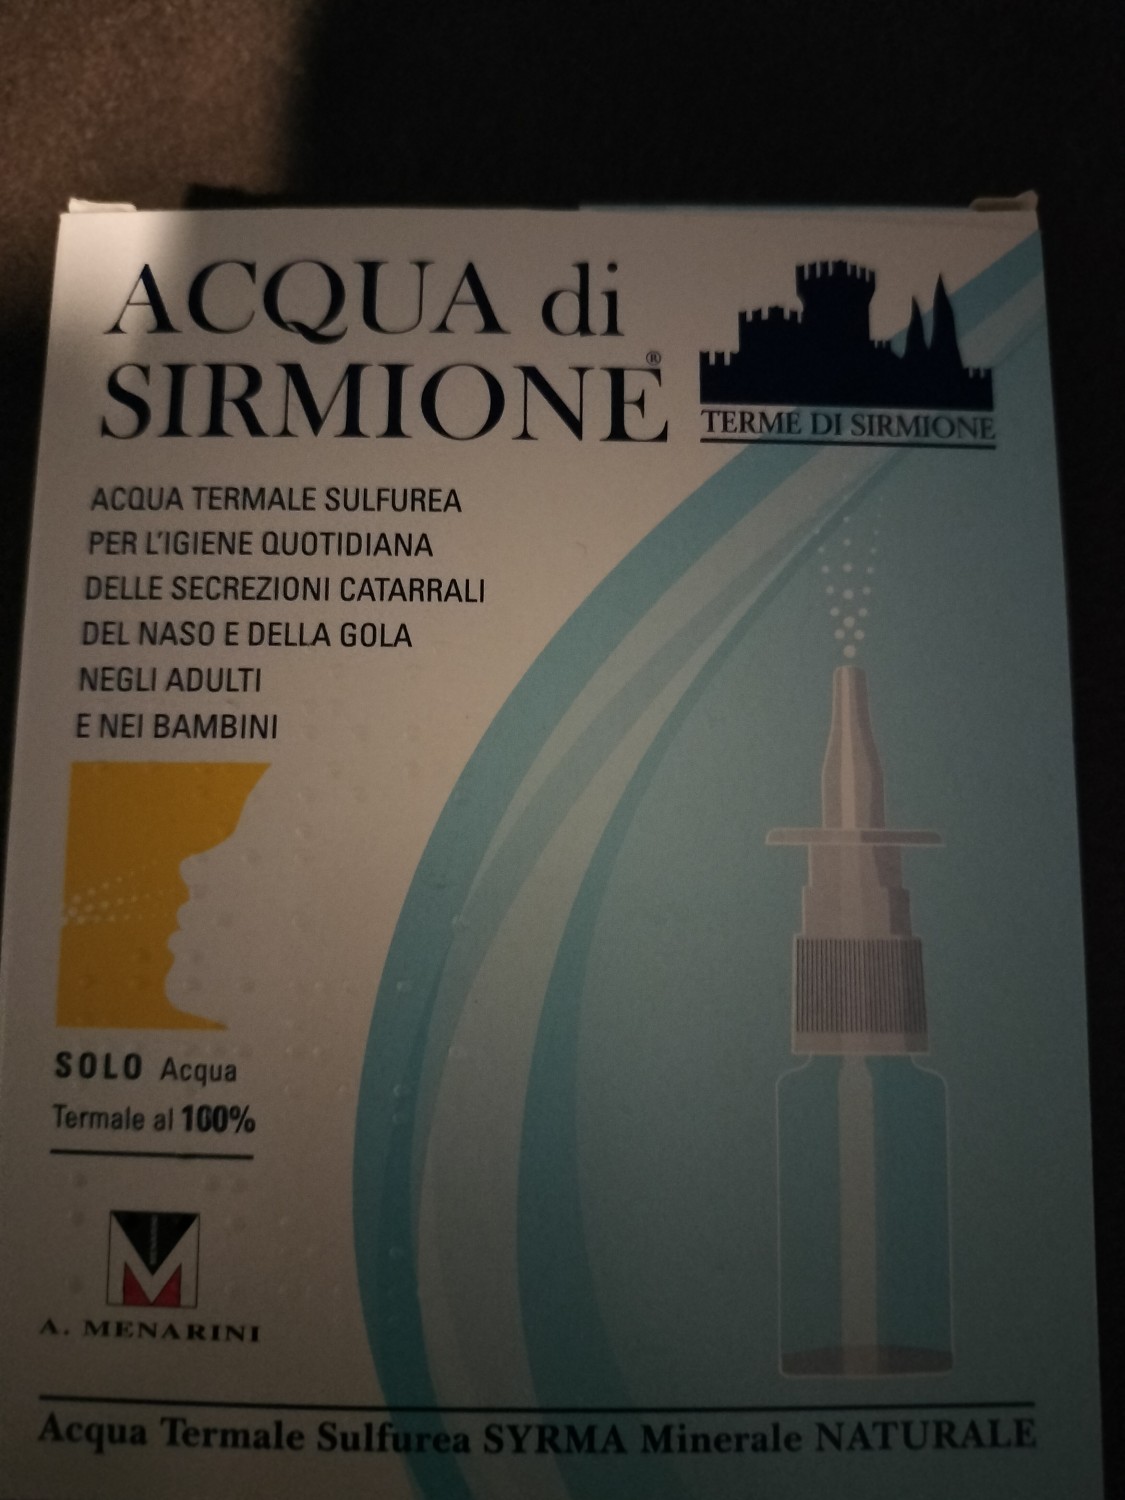 ACQUA di
SIRMIONE®
TERME DI SIRMIONE
ACQUA TERMALE SULFUREA
PER L'IGIENE QUOTIDIANA
DELLE SECREZIONI CATARRALI
DEL NASO E DELLA GOLA
NEGLI ADULTI
E NEI BAMBINI
SOLO Acqua
Termale al 100%
A. MENARINI
Acqua Termale Sulfurea SYRMA Minerale NATURALE